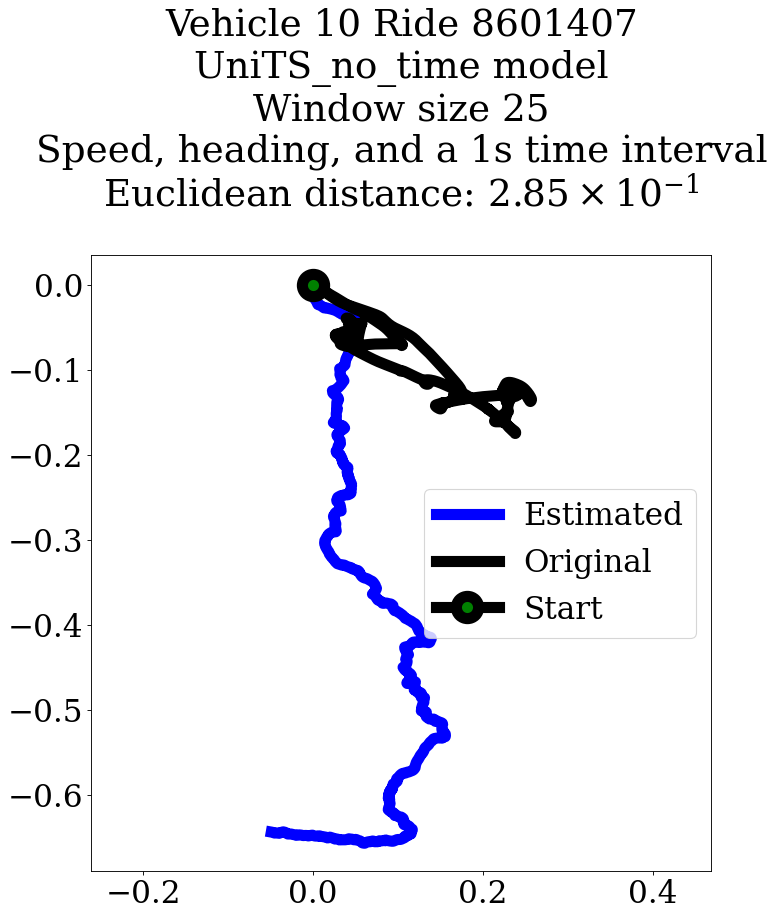 Vehicle 10 Ride 8601407
UniTS_no_time model
Window size 25
Speed, heading, and a 1s time interval
Euclidean distance: 2.85 × 10⁻¹
0.0
−0.1
−0.2
−0.3
−0.4
−0.5
−0.6
Estimated
Original
Start
−0.2 0.0 0.2 0.4